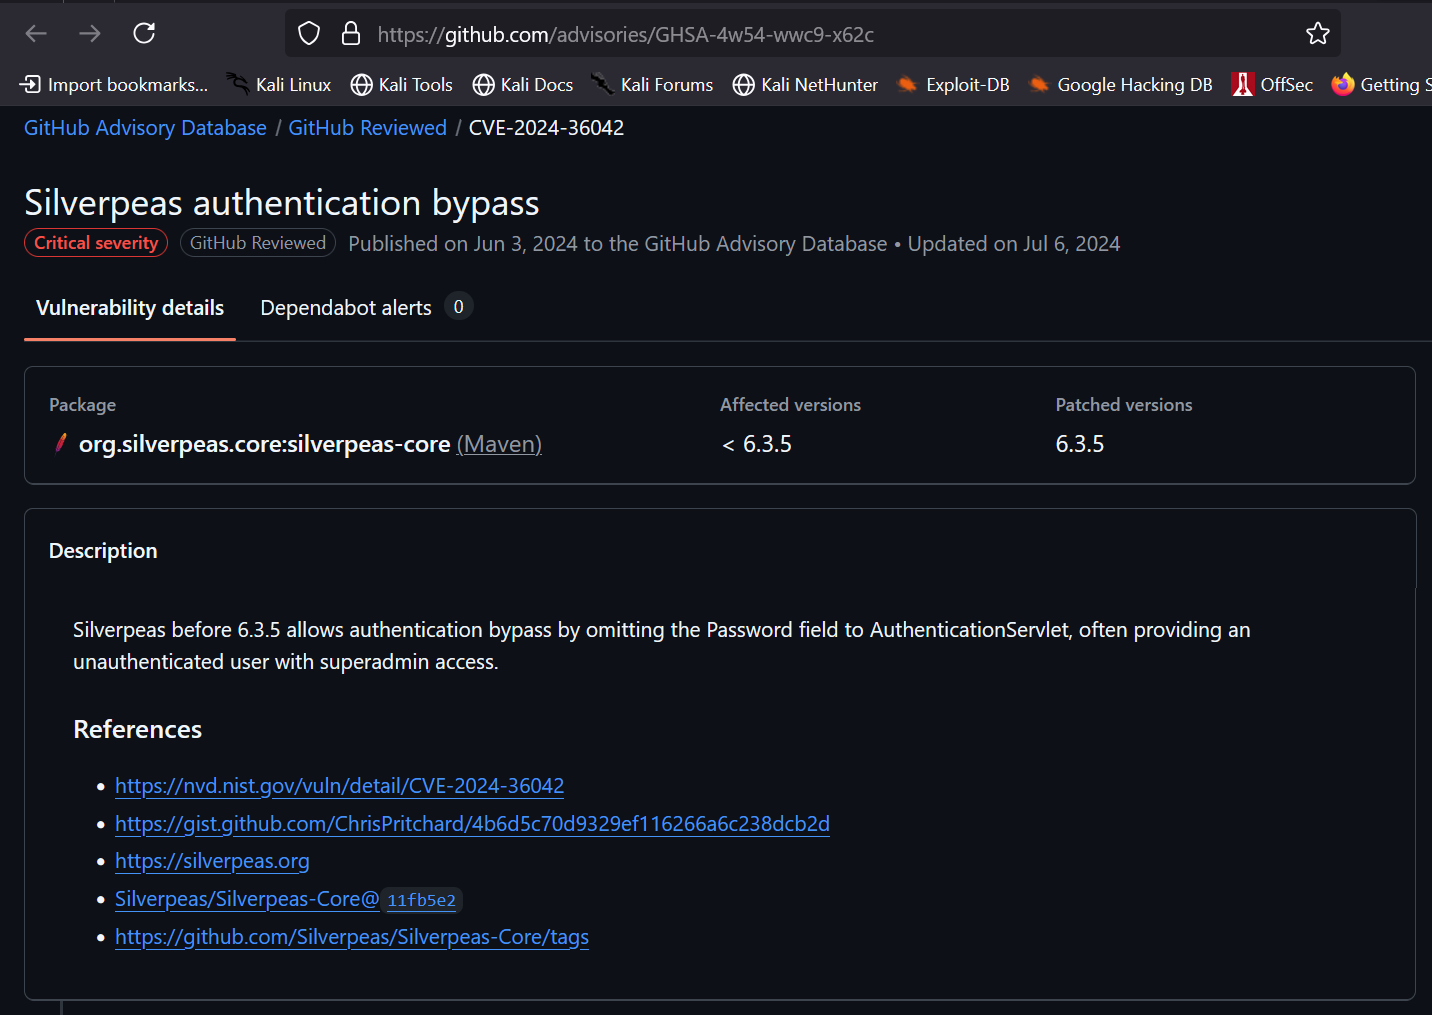 https://github.com/advisories/GHSA-4w54-wwc9-x62c
Import bookmarks... Kali Linux Kali Tools Kali Docs Kali Forums Kali NetHunter Exploit-DB Google Hacking DB OffSec Getting S
GitHub Advisory Database / GitHub Reviewed / CVE-2024-36042
Silverpeas authentication bypass
Critical severity GitHub Reviewed Published on Jun 3, 2024 to the GitHub Advisory Database • Updated on Jul 6, 2024
Vulnerability details Dependabot alerts 0
Package Affected versions Patched versions
org.silverpeas.core:silverpeas-core (Maven) < 6.3.5 6.3.5
Description
Silverpeas before 6.3.5 allows authentication bypass by omitting the Password field to AuthenticationServlet, often providing an
unauthenticated user with superadmin access.
References
• https://nvd.nist.gov/vuln/detail/CVE-2024-36042
• https://gist.github.com/ChrisPritchard/4b6d5c70d9329ef116266a6c238dcb2d
• https://silverpeas.org
• Silverpeas/Silverpeas-Core@11fb5e2
• https://github.com/Silverpeas/Silverpeas-Core/tags